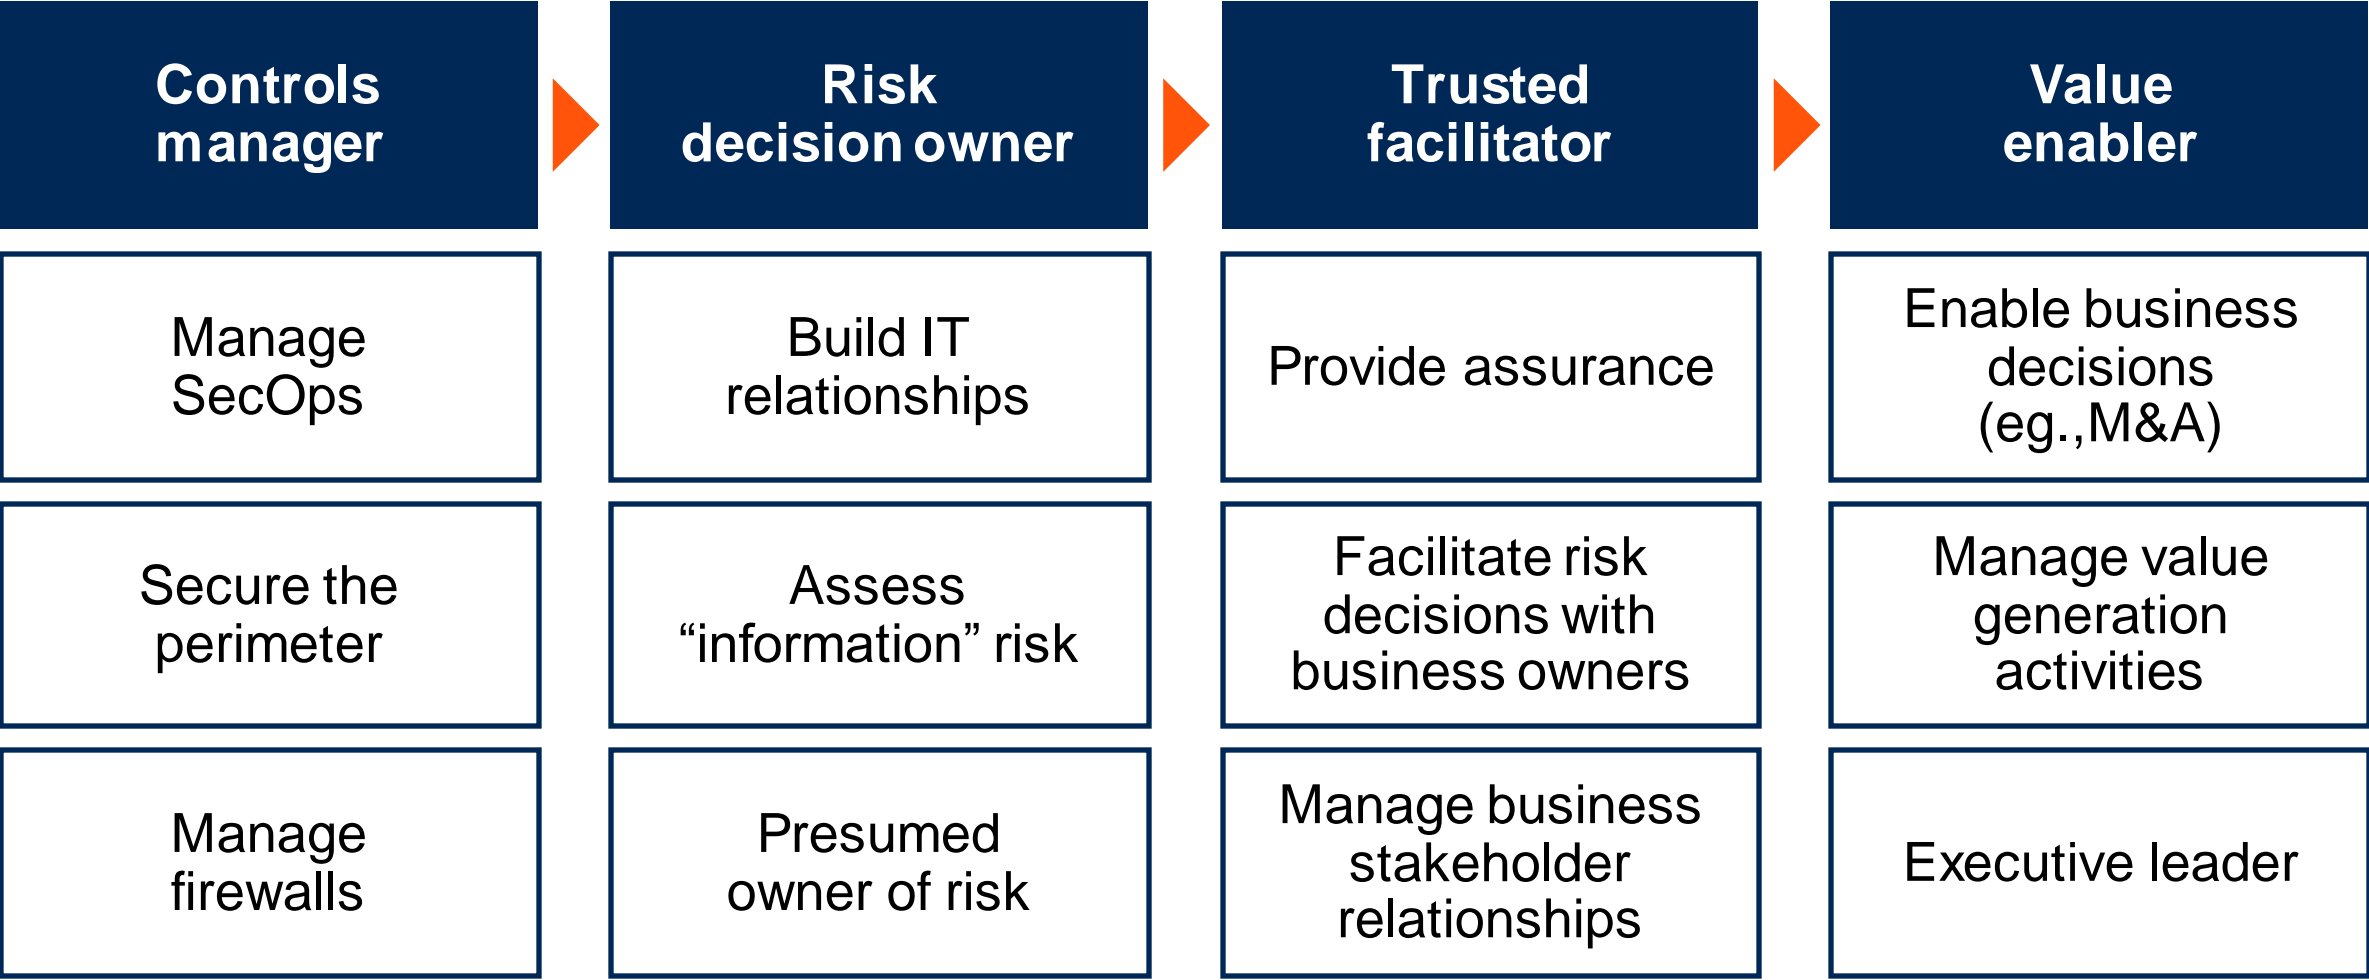 Controls
manager
Risk
decision owner
Trusted
facilitator
Value
enabler
Manage
SecOps
Build IT
relationships
Provide assurance
Enable business
decisions
(eg.,M&A)
Secure the
perimeter
Assess
“information” risk
Facilitate risk
decisions with
business owners
Manage value
generation
activities
Manage
firewalls
Presumed
owner of risk
Manage business
stakeholder
relationships
Executive leader